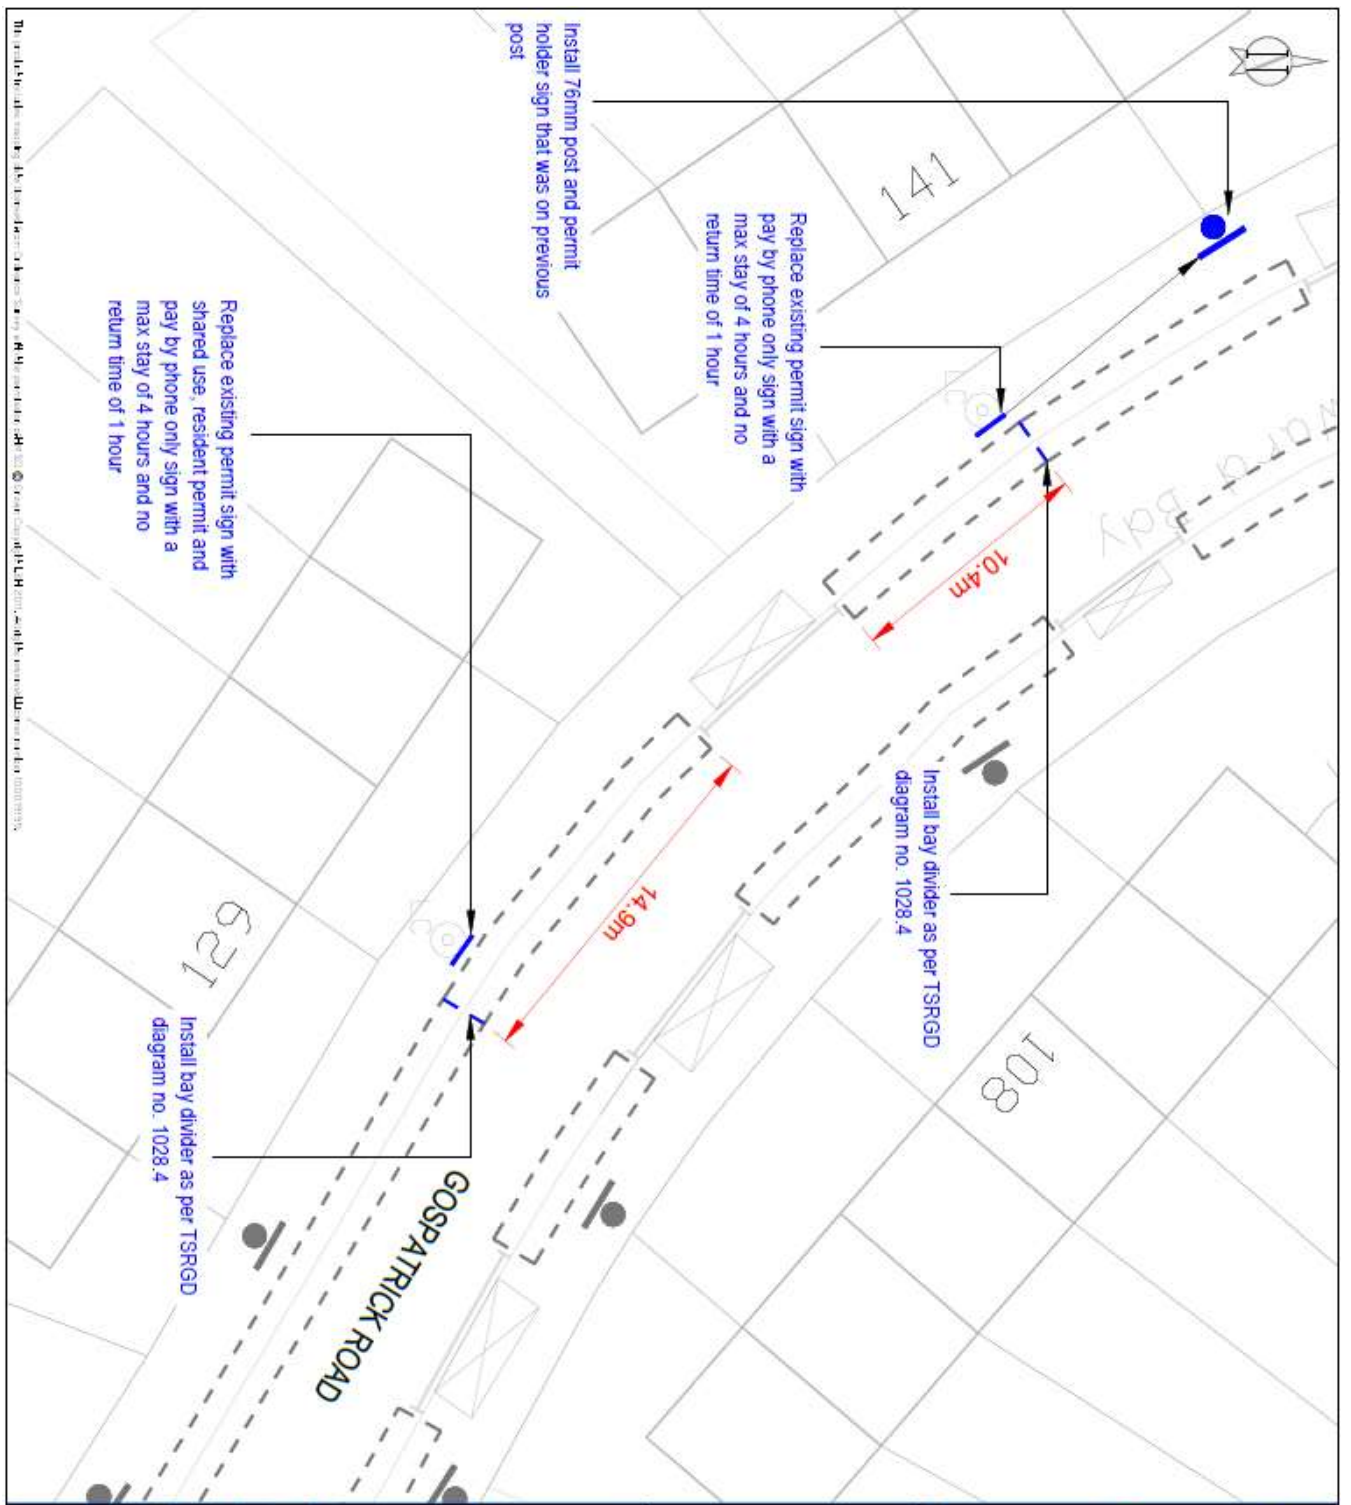 Install 76mm post and permit
holder sign that was on previous
post
141
Replace existing permit sign with
pay by phone only sign with a
max stay of 4 hours and no
return time of 1 hour
Replace existing permit sign with
shared use, resident permit and
pay by phone only sign with a
max stay of 4 hours and no
return time of 1 hour
10.4m
Bay
Install bay divider as per TSRGD
diagram no. 1028.4
14.9m
129
108
Install bay divider as per TSRGD
diagram no. 1028.4
GOSPATRICK ROAD